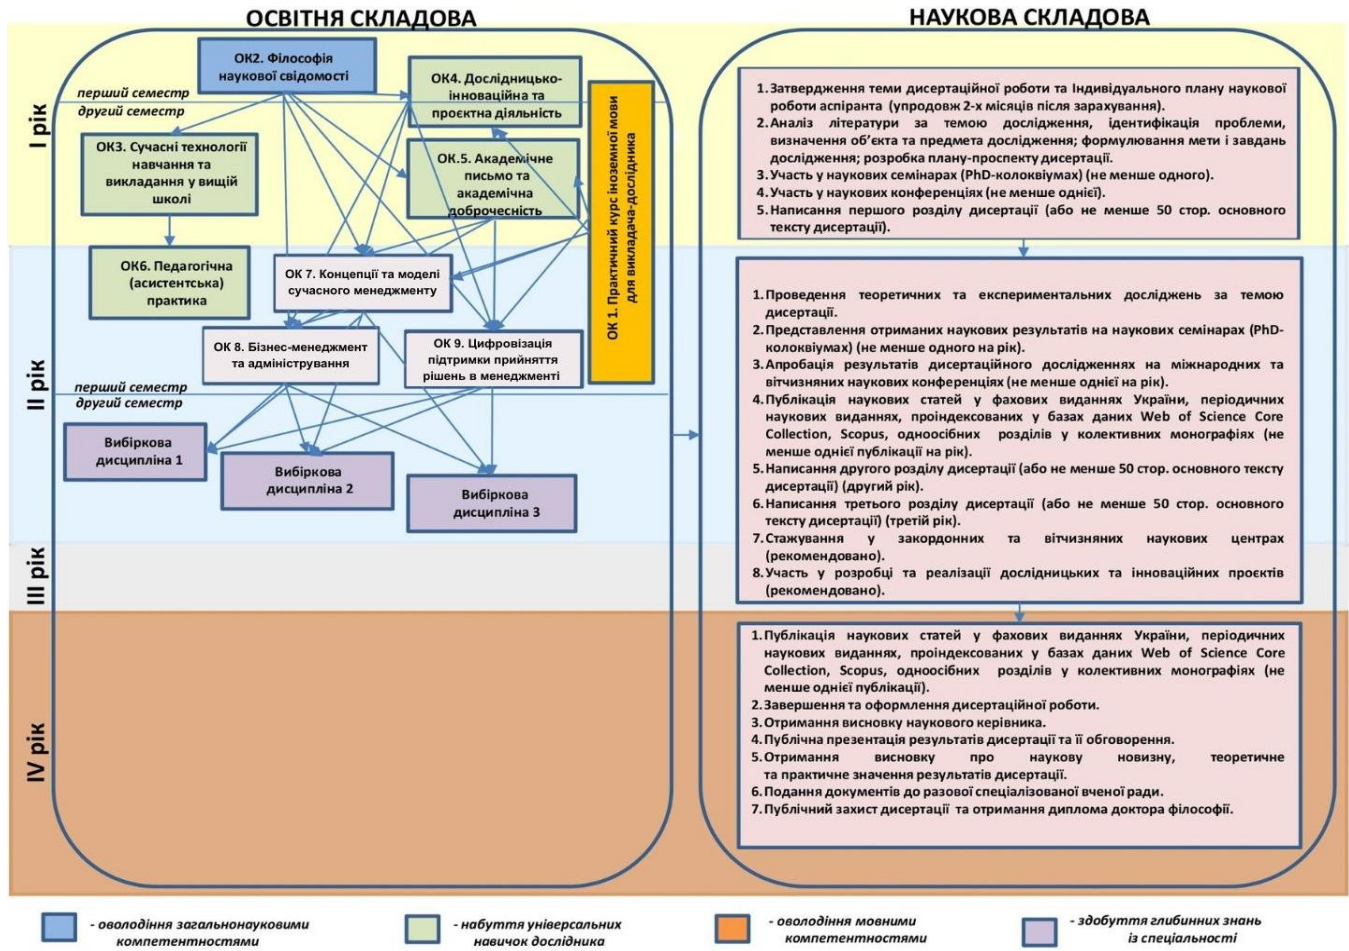 ОСВІТНЯ СКЛАДОВА
НАУКОВА СКЛАДОВА
І рік
перший семестр
другий семестр
ОК2. Філософія
наукової свідомості
ОК4. Дослідницько-
інноваційна та
проєктна діяльність
ОК3. Сучасні технології
навчання та
викладання у вищій
школі
ОК.5. Академічне
письмо та
академічна
доброчесність
ОК 1. Практичний курс іноземної мови
для викладача-дослідника
ОК6. Педагогічна
(асистентська)
практика
ОК 7. Концепції та моделі
сучасного менеджменту
ІІ рік
ОК 8. Бізнес-менеджмент
та адміністрування
ОК 9. Цифровізація
підтримки прийняття
рішень в менеджменті
перший семестр
другий семестр
Вибіркова
дисципліна 1
Вибіркова
дисципліна 2
Вибіркова
дисципліна 3
ІІІ рік
IV рік
1. Затвердження теми дисертаційної роботи та Індивідуального плану наукової
роботи аспіранта (упродовж 2-х місяців після зарахування).
2. Аналіз літератури за темою дослідження, ідентифікація проблеми,
визначення об’єкта та предмета дослідження; формулювання мети і завдань
дослідження; розробка плану-проспекту дисертації.
3. Участь у наукових семінарах (PhD-колоквіумах) (не менше одного).
4. Участь у наукових конференціях (не менше однієї).
5. Написання першого розділу дисертації (або не менше 50 стор. основного
тексту дисертації).
1. Проведення теоретичних та експериментальних досліджень за темою
дисертації.
2. Представлення отриманих наукових результатів на наукових семінарах (PhD-
колоквіумах) (не менше одного на рік).
3. Апробація результатів дисертаційного дослідженнях на міжнародних та
вітчизняних наукових конференціях (не менше однієї на рік).
4. Публікація наукових статей у фахових виданнях України, періодичних
наукових виданнях, проіндексованих у базах даних Web of Science Core
Collection, Scopus, одноосібних розділів у колективних монографіях (не
менше однієї публікації на рік).
5. Написання другого розділу дисертації (або не менше 50 стор. основного тексту
дисертації) (другий рік).
6. Написання третього розділу дисертації (або не менше 50 стор. основного
тексту дисертації) (третій рік).
7. Стажування у закордонних та вітчизняних наукових центрах
(рекомендовано).
8. Участь у розробці та реалізації дослідницьких та інноваційних проєктів
(рекомендовано).
1. Публікація наукових статей у фахових виданнях України, періодичних
наукових виданнях, проіндексованих у базах даних Web of Science Core
Collection, Scopus, одноосібних розділів у колективних монографіях (не
менше однієї публікації).
2. Завершення та оформлення дисертаційної роботи.
3. Отримання висновку наукового керівника.
4. Публічна презентація результатів дисертації та її обговорення.
5. Отримання висновку про наукову новизну, теоретичне
та практичне значення результатів дисертації.
6. Подання документів до разової спеціалізованої вченої ради.
7. Публічний захист дисертації та отримання диплома доктора філософії.
- оволодіння загальнонауковими
компетентностями
- набуття універсальних
навичок дослідника
- оволодіння мовними
компетентностями
- здобуття глибинних знань
із спеціальності